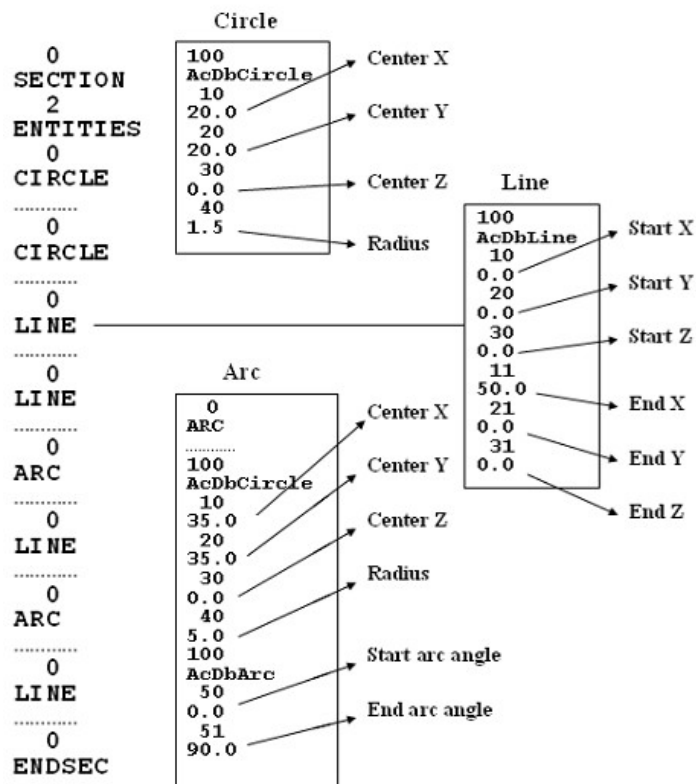 0
SECTION
2
ENTITIES
0
CIRCLE
............
0
CIRCLE
............
0
LINE
............
0
LINE
............
0
ARC
............
0
LINE
............
0
ARC
............
0
LINE
............
0
ENDSEC
Circle
100
AcDbCircle
10
20.0
20
20.0
30
0.0
40
1.5
Center X
Center Y
Center Z
Radius
Line
100
AcDbLine
10
0.0
20
0.0
30
0.0
11
50.0
21
0.0
31
0.0
Start X
Start Y
Start Z
End X
End Y
End Z
Arc
0
ARC
............
100
AcDbCircle
10
35.0
20
35.0
30
0.0
40
5.0
100
AcDbArc
50
0.0
51
90.0
Center X
Center Y
Center Z
Radius
Start arc angle
End arc angle